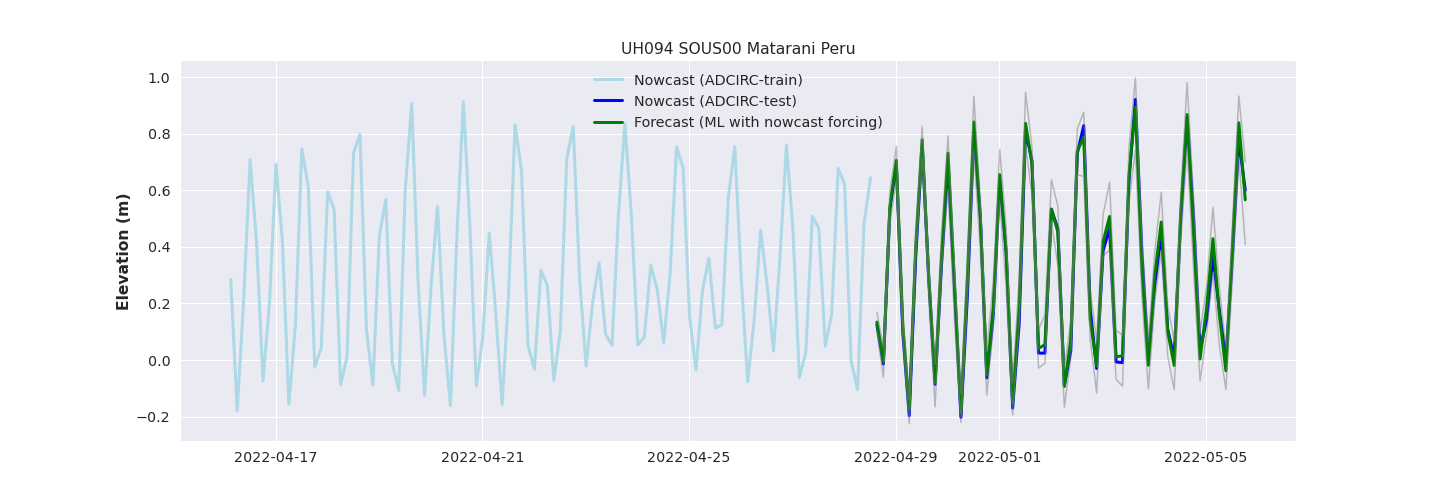 UH094 SOUS00 Matarani Peru
Nowcast (ADCIRC-train)
Nowcast (ADCIRC-test)
Forecast (ML with nowcast forcing)
Elevation (m)
1.0
0.8
0.6
0.4
0.2
0.0
−0.2
2022-04-17 2022-04-21 2022-04-25 2022-04-29 2022-05-01 2022-05-05